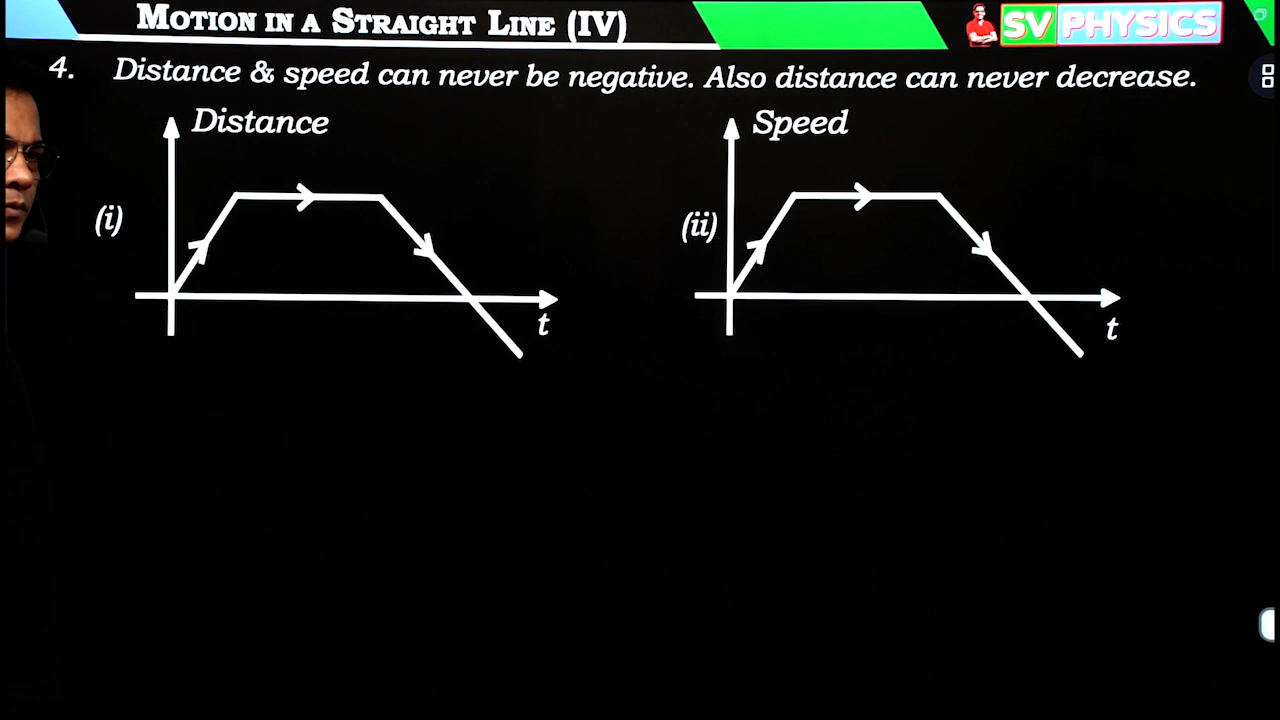 MOTION IN A STRAIGHT LINE (IV)
SV PHYSICS
4. Distance & speed can never be negative. Also distance can never decrease.
Distance
Speed
(i)
(ii)
t
t